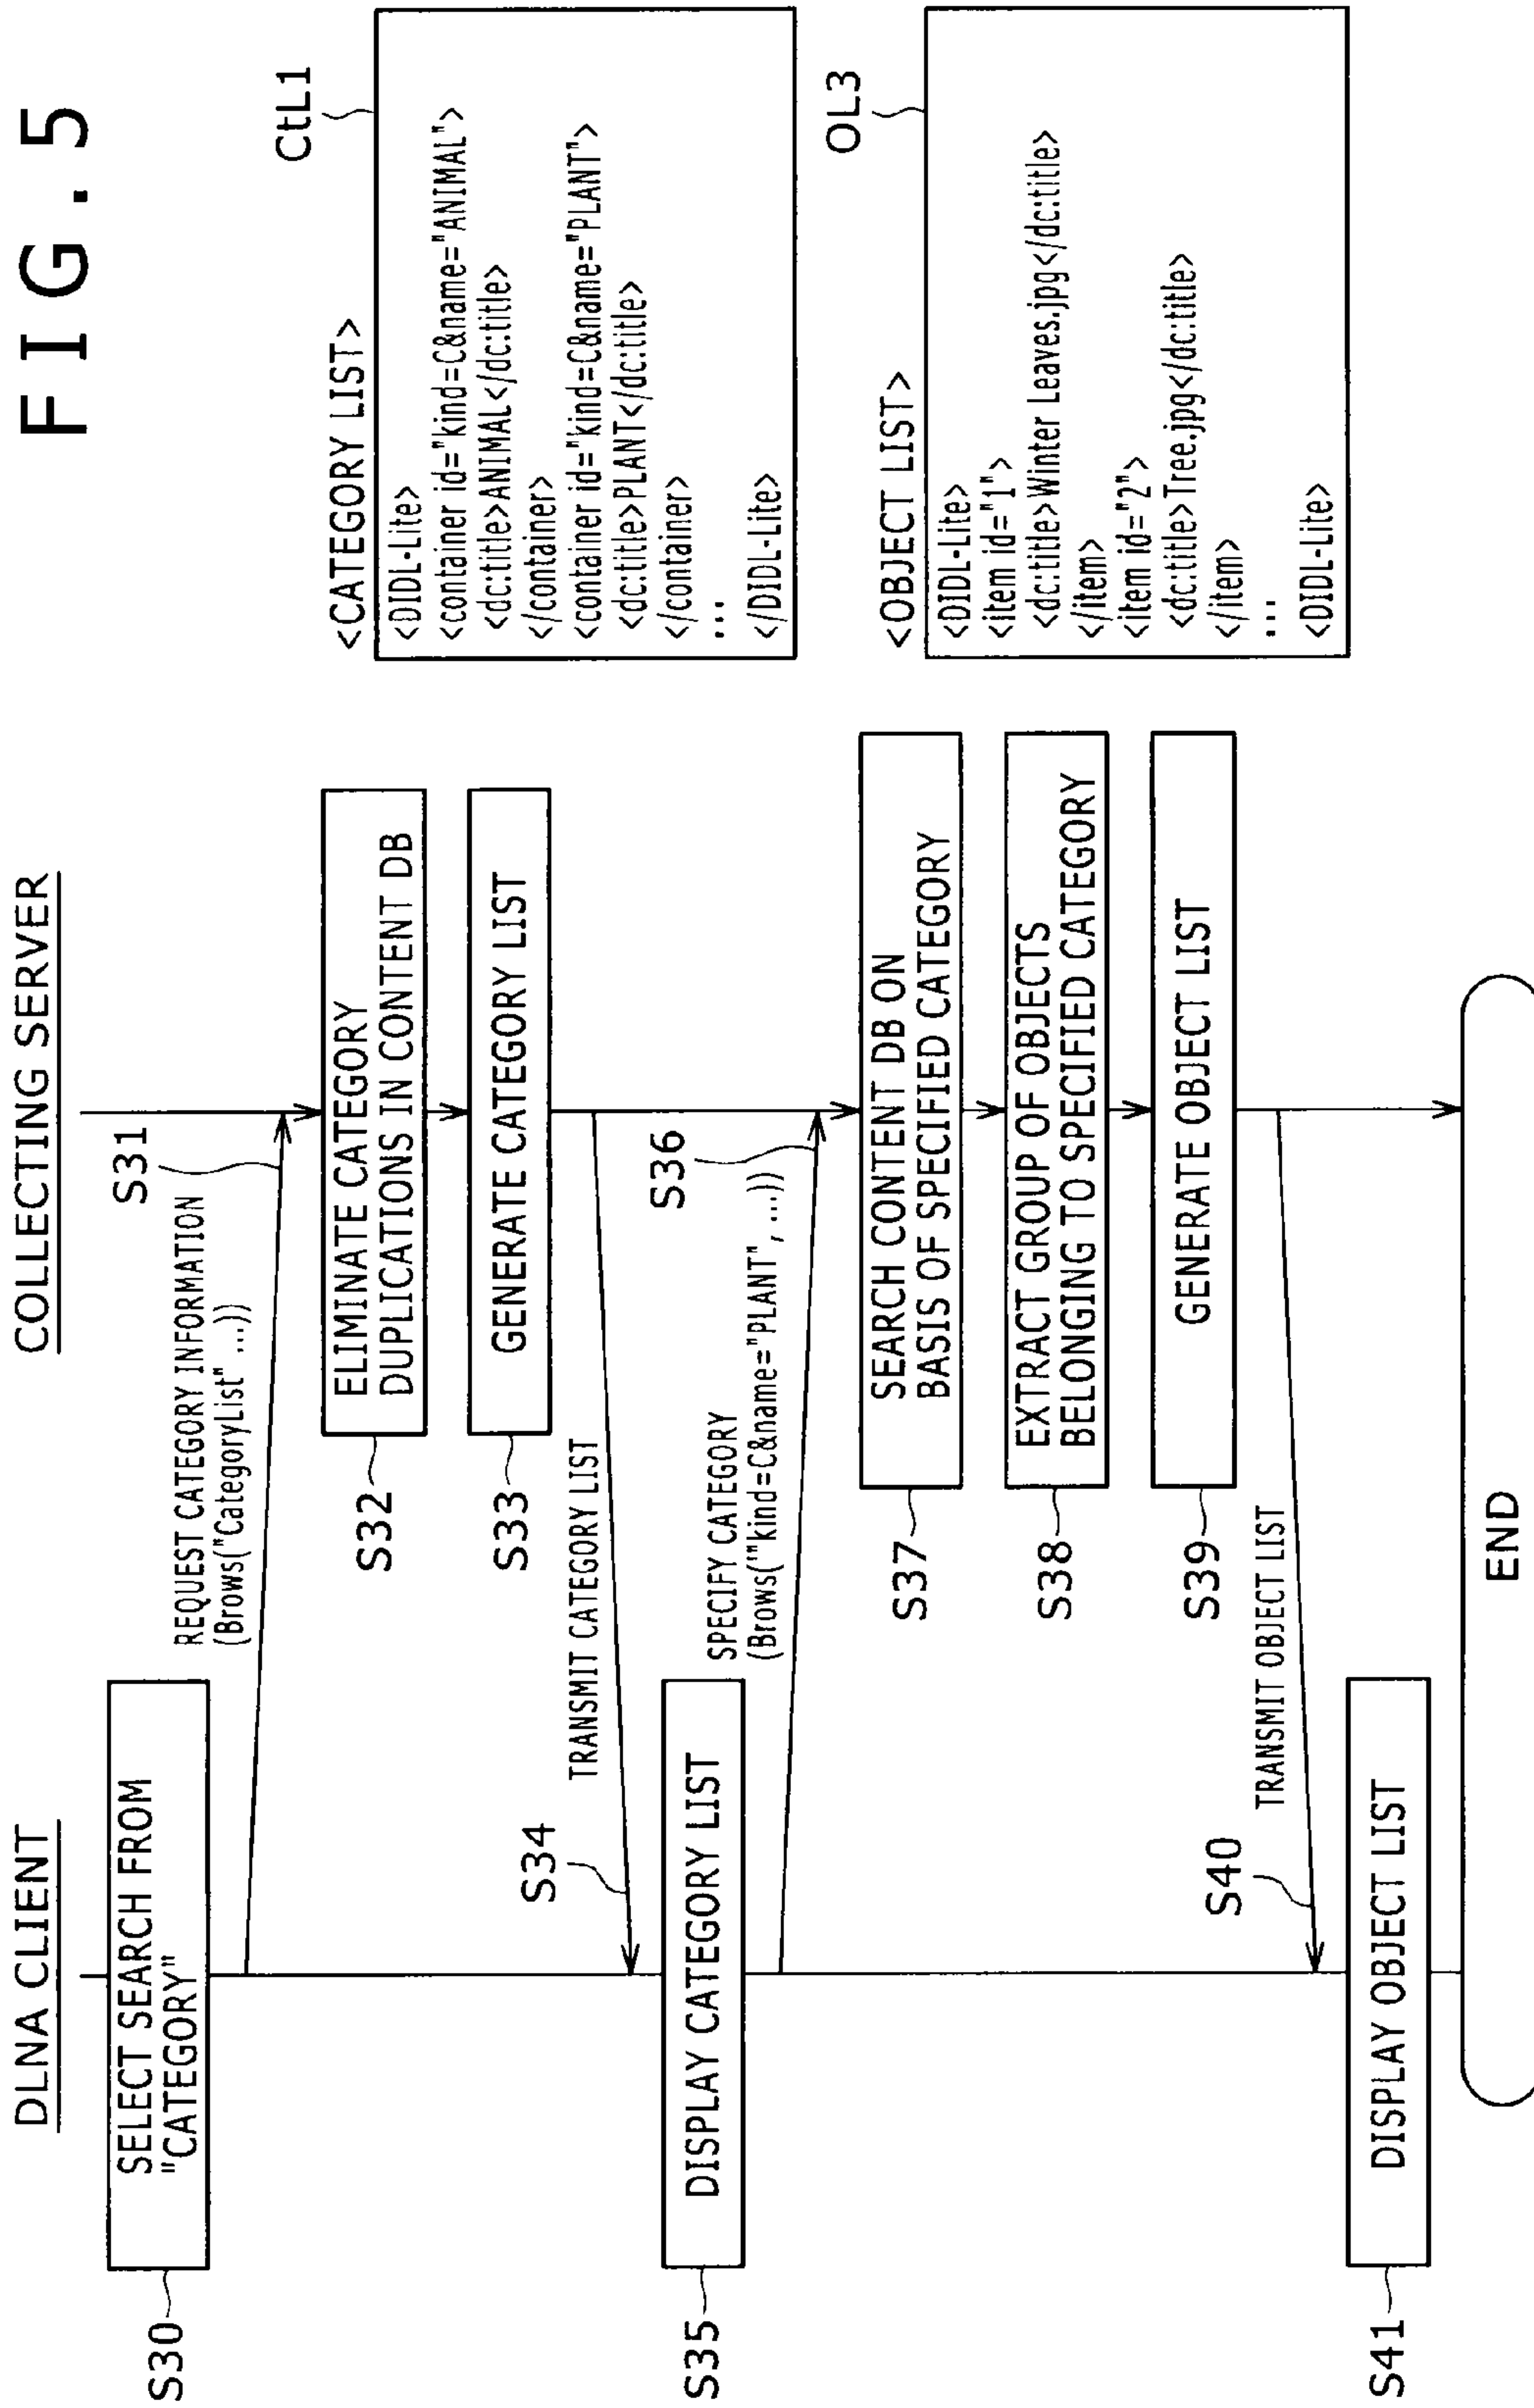 FIG. 5
DLNA CLIENT
COLLECTING SERVER
S30
SELECT SEARCH FROM
"CATEGORY"
S31
REQUEST CATEGORY INFORMATION
(Brows("CategoryList" ...))
S32
ELIMINATE CATEGORY
DUPLICATIONS IN CONTENT DB
S33
GENERATE CATEGORY LIST
S34
TRANSMIT CATEGORY LIST
S35
DISPLAY CATEGORY LIST
S36
SPECIFY CATEGORY
(Brows('"kind=C&name="PLANT", ...))
S37
SEARCH CONTENT DB ON
BASIS OF SPECIFIED CATEGORY
S38
EXTRACT GROUP OF OBJECTS
BELONGING TO SPECIFIED CATEGORY
S39
GENERATE OBJECT LIST
S40
TRANSMIT OBJECT LIST
S41
DISPLAY OBJECT LIST
END
<CATEGORY LIST>
CtL1
<DIDL-Lite>
<container id="kind=C&name="ANIMAL">
<dc:title>ANIMAL</dc:title>
</container>
<container id="kind=C&name="PLANT">
<dc:title>PLANT</dc:title>
</container>
...
</DIDL-Lite>
<OBJECT LIST>
OL3
<DIDL-Lite>
<item id="1">
<dc:title>Winter Leaves.jpg</dc:title>
</item>
<item id="2">
<dc:title>Tree.jpg</dc:title>
</item>
...
<DIDL-Lite>